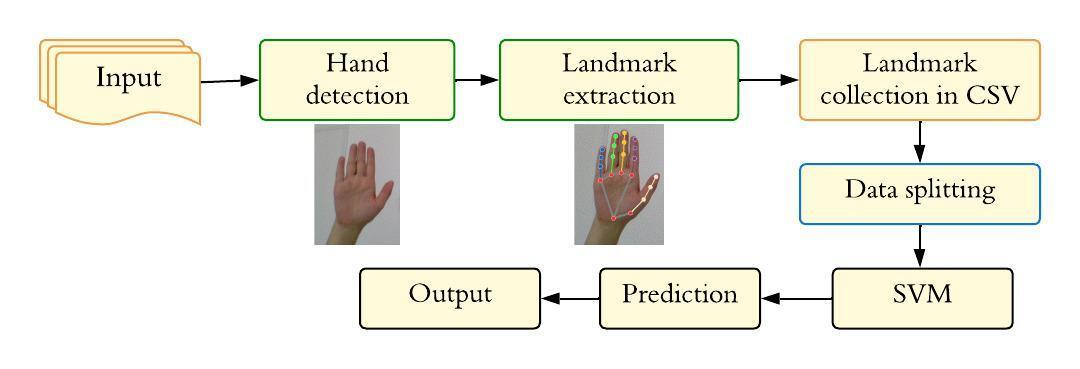 Input
Hand
detection
Landmark
extraction
Landmark
collection in CSV
Data splitting
SVM
Prediction
Output